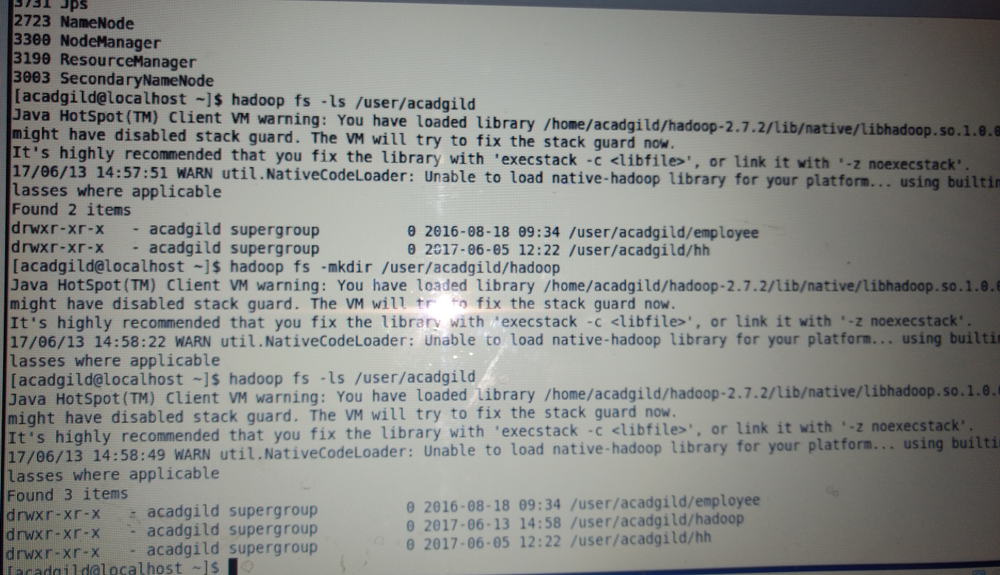 3731 Jps
2723 NameNode
3300 NodeManager
3190 ResourceManager
3003 SecondaryNameNode
[acadgild@localhost ~]$ hadoop fs -ls /user/acadgild
Java HotSpot(TM) Client VM warning: You have loaded library /home/acadgild/hadoop-2.7.2/lib/native/libhadoop.so.1.0.0
might have disabled stack guard. The VM will try to fix the stack guard now.
It's highly recommended that you fix the library with 'execstack -c <libfile>', or link it with '-z noexecstack'.
17/06/13 14:57:51 WARN util.NativeCodeLoader: Unable to load native-hadoop library for your platform... using builtin
lasses where applicable
Found 2 items
drwxr-xr-x   - acadgild supergroup          0 2016-08-18 09:34 /user/acadgild/employee
drwxr-xr-x   - acadgild supergroup          0 2017-06-05 12:22 /user/acadgild/hh
[acadgild@localhost ~]$ hadoop fs -mkdir /user/acadgild/hadoop
Java HotSpot(TM) Client VM warning: You have loaded library /home/acadgild/hadoop-2.7.2/lib/native/libhadoop.so.1.0.0
might have disabled stack guard. The VM will try to fix the stack guard now.
It's highly recommended that you fix the library with 'execstack -c <libfile>', or link it with '-z noexecstack'.
17/06/13 14:58:22 WARN util.NativeCodeLoader: Unable to load native-hadoop library for your platform... using builtin
lasses where applicable
[acadgild@localhost ~]$ hadoop fs -ls /user/acadgild
Java HotSpot(TM) Client VM warning: You have loaded library /home/acadgild/hadoop-2.7.2/lib/native/libhadoop.so.1.0.0
might have disabled stack guard. The VM will try to fix the stack guard now.
It's highly recommended that you fix the library with 'execstack -c <libfile>', or link it with '-z noexecstack'.
17/06/13 14:58:49 WARN util.NativeCodeLoader: Unable to load native-hadoop library for your platform... using builti
lasses where applicable
Found 3 items
drwxr-xr-x   - acadgild supergroup          0 2016-08-18 09:34 /user/acadgild/employee
drwxr-xr-x   - acadgild supergroup          0 2017-06-13 14:58 /user/acadgild/hadoop
drwxr-xr-x   - acadgild supergroup          0 2017-06-05 12:22 /user/acadgild/hh
[acadgild@localhost ~]$